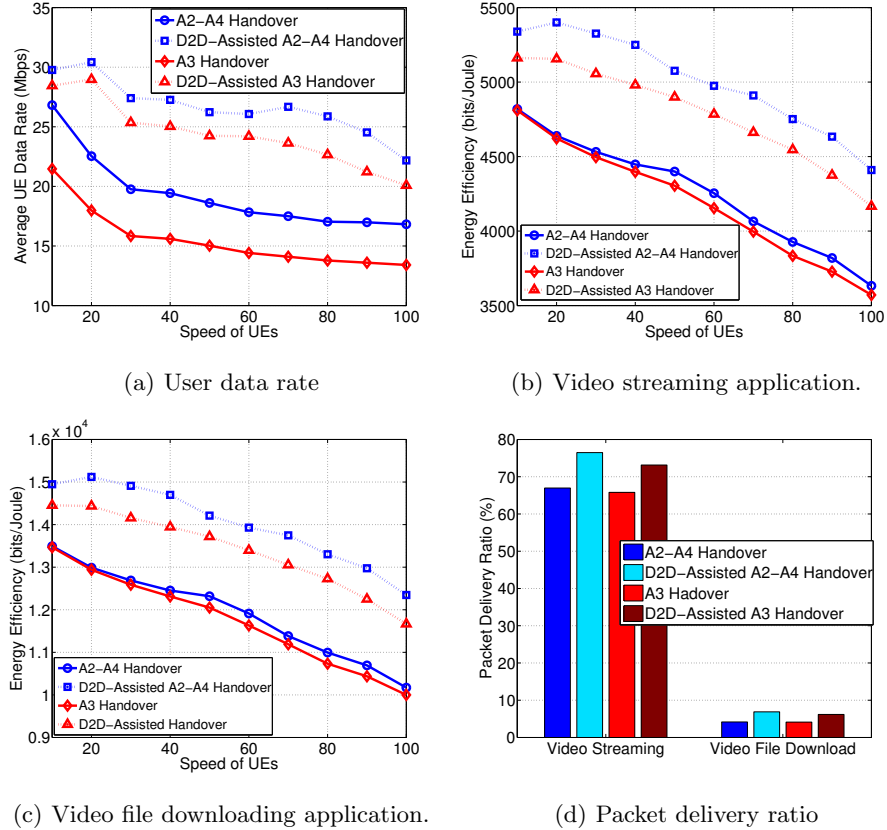 35
30
25
20
15
10
Average UE Data Rate (Mbps)
A2−A4 Handover
D2D−Assisted A2−A4 Handover
A3 Handover
D2D−Assisted A3 Handover
20 40 60 80 100
Speed of UEs
(a) User data rate
5500
5000
4500
4000
3500
Energy Efficiency (bits/Joule)
A2−A4 Handover
D2D−Assisted A2−A4 Handover
A3 Handover
D2D−Assisted A3 Handover
20 40 60 80 100
Speed of UEs
(b) Video streaming application.
1.6 x 10^4
1.5
1.4
1.3
1.2
1.1
1.0
0.9
Energy Efficiency (bits/Joule)
A2−A4 Handover
D2D−Assisted A2−A4 Handover
A3 Handover
D2D−Assisted Handover
20 40 60 80 100
Speed of UEs
(c) Video file downloading application.
80
70
60
50
40
30
20
10
0
Packet Delivery Ratio (%)
A2−A4 Handover
D2D−Assisted A2−A4 Handover
A3 Hadover
D2D−Assisted A3 Handover
Video Streaming Video File Download
(d) Packet delivery ratio